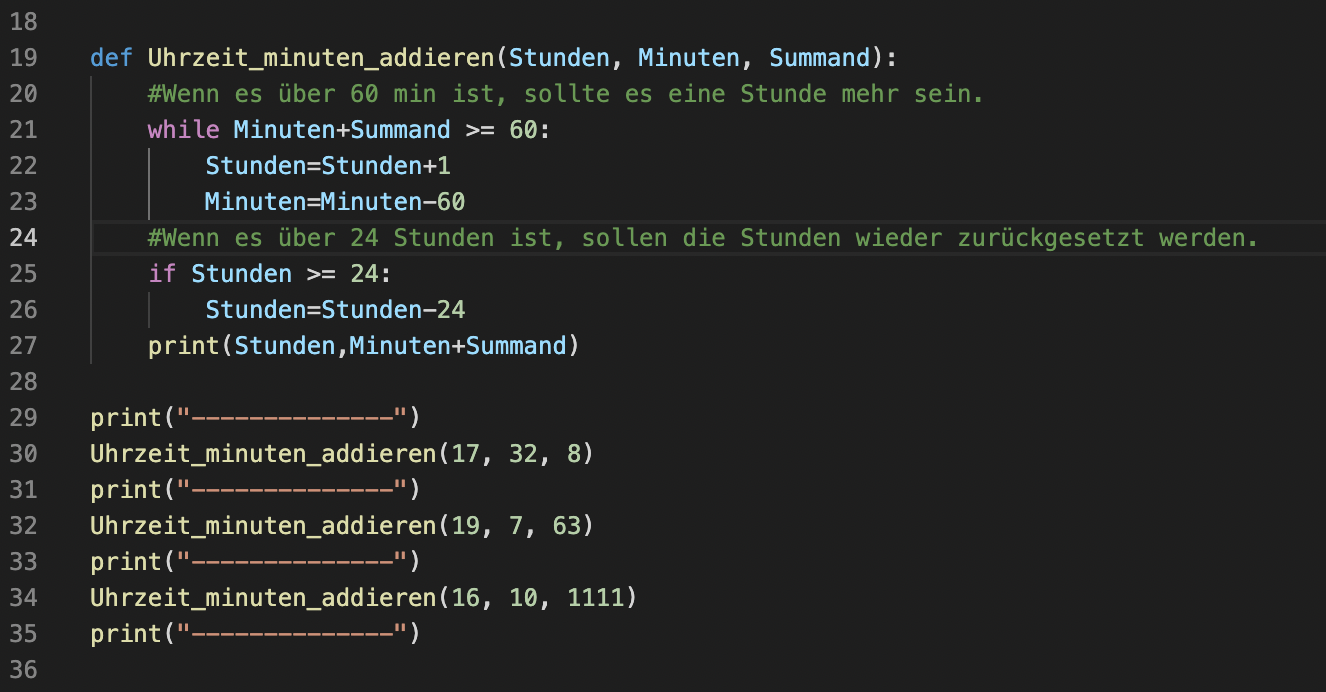 18
19 def Uhrzeit_minuten_addieren(Stunden, Minuten, Summand):
20     #Wenn es über 60 min ist, sollte es eine Stunde mehr sein.
21     while Minuten+Summand >= 60:
22         Stunden=Stunden+1
23         Minuten=Minuten-60
24     #Wenn es über 24 Stunden ist, sollen die Stunden wieder zurückgesetzt werden.
25     if Stunden >= 24:
26         Stunden=Stunden-24
27     print(Stunden,Minuten+Summand)
28
29 print("--------------")
30 Uhrzeit_minuten_addieren(17, 32, 8)
31 print("--------------")
32 Uhrzeit_minuten_addieren(19, 7, 63)
33 print("--------------")
34 Uhrzeit_minuten_addieren(16, 10, 1111)
35 print("--------------")
36